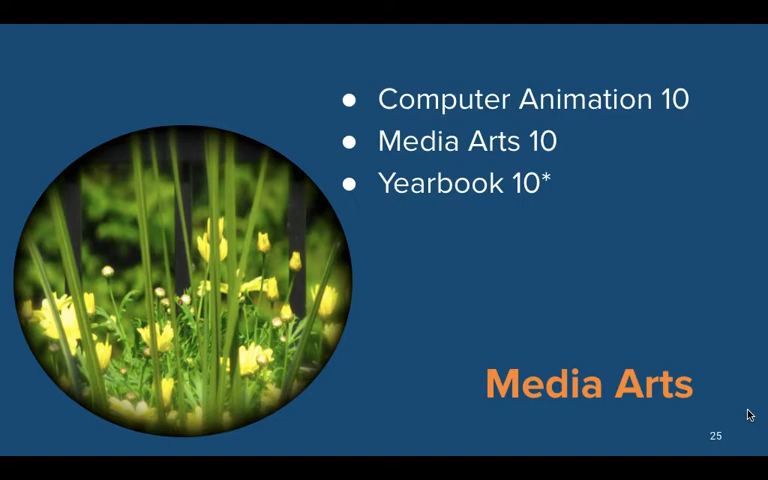 ● Computer Animation 10
● Media Arts 10
● Yearbook 10*
Media Arts
25